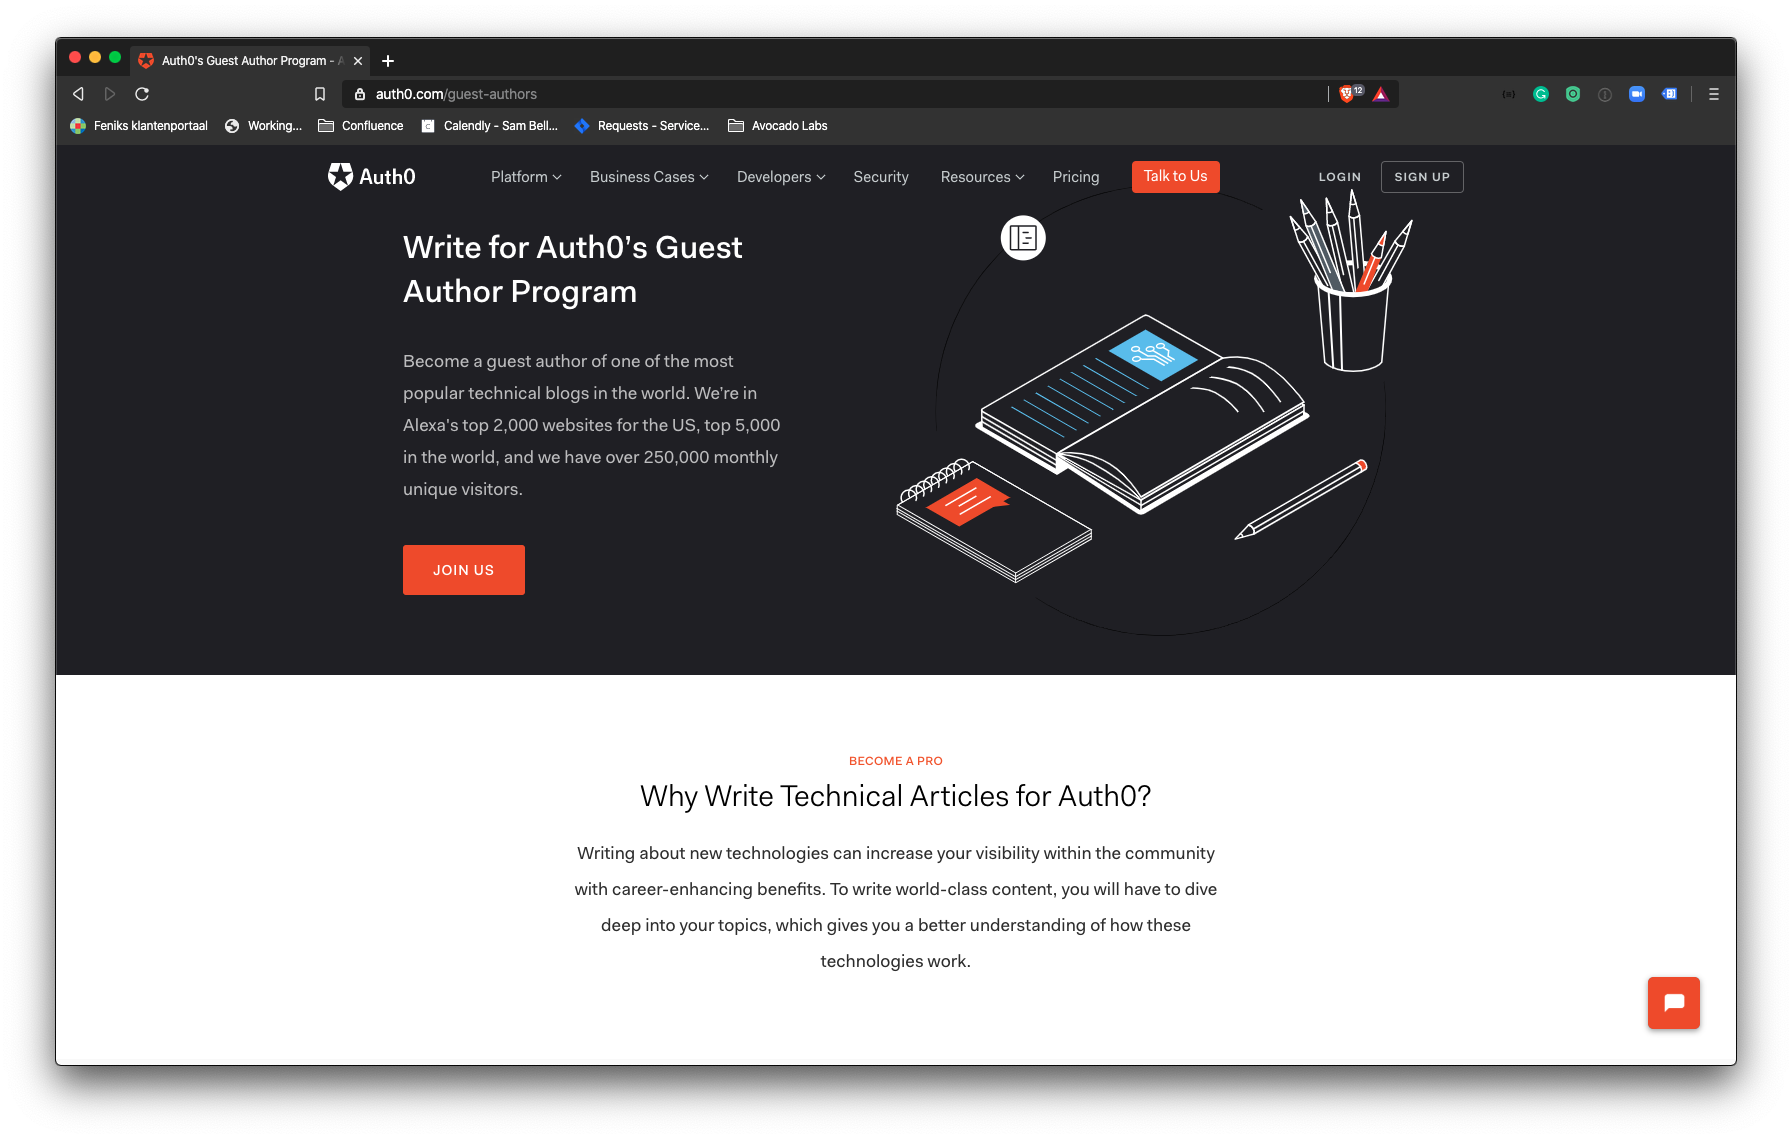 Auth0's Guest Author Program - A
auth0.com/guest-authors
12
Feniks klantenportaal Working... Confluence Calendly - Sam Bell... Requests - Service... Avocado Labs
Auth0 Platform Business Cases Developers Security Resources Pricing Talk to Us LOGIN SIGN UP
Write for Auth0’s Guest
Author Program
Become a guest author of one of the most
popular technical blogs in the world. We’re in
Alexa's top 2,000 websites for the US, top 5,000
in the world, and we have over 250,000 monthly
unique visitors.
JOIN US
BECOME A PRO
Why Write Technical Articles for Auth0?
Writing about new technologies can increase your visibility within the community
with career-enhancing benefits. To write world-class content, you will have to dive
deep into your topics, which gives you a better understanding of how these
technologies work.